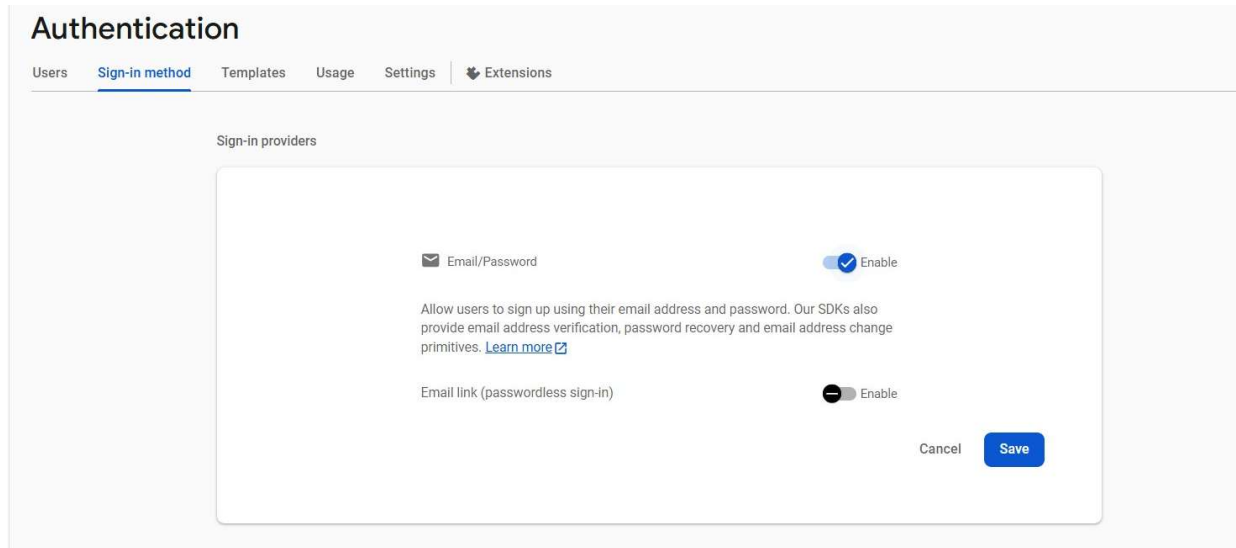 Authentication
Users Sign-in method Templates Usage Settings Extensions
Sign-in providers
Email/Password Enable
Allow users to sign up using their email address and password. Our SDKs also
provide email address verification, password recovery and email address change
primitives. Learn more
Email link (passwordless sign-in) Enable
Cancel Save